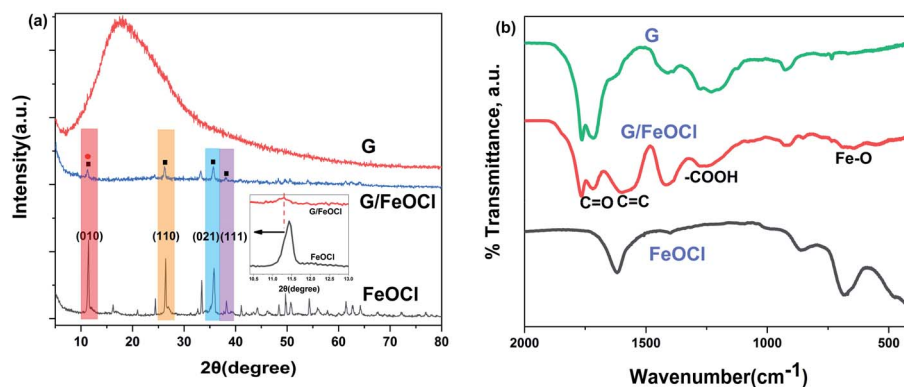 (a)
Intensity(a.u.)
G
G/FeOCl
(010)
(110)
(021)
(111)
FeOCl
G/FeOCl
FeOCl
10.5 11.0 11.5 12.0 12.5 13.0
2θ(degree)
10 20 30 40 50 60 70 80
2θ(degree)
(b)
% Transmittance, a.u.
G
G/FeOCl
Fe-O
-COOH
C=O
C=C
FeOCl
2000 1500 1000 500
Wavenumber(cm-1)